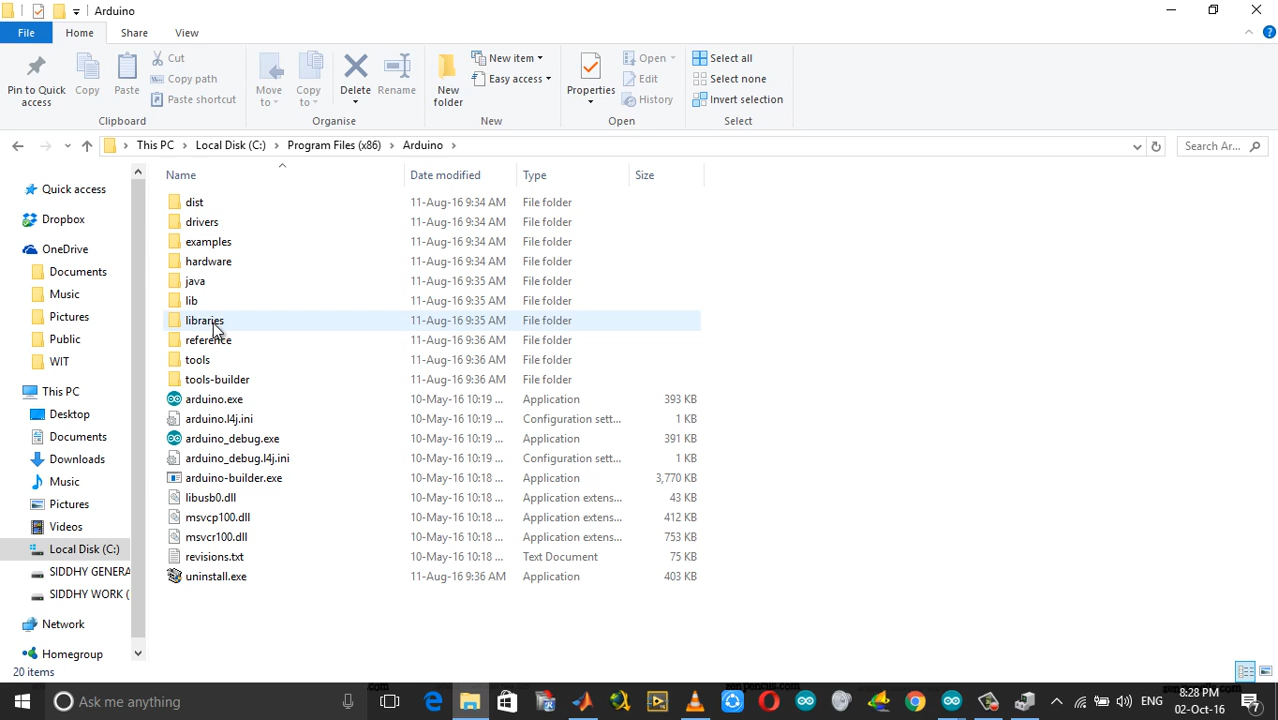 Arduino
File
Home
Share
View
Pin to Quick access
Copy
Paste
Cut
Copy path
Paste shortcut
Clipboard
Move to
Copy to
Delete
Rename
Organise
New folder
New item
Easy access
New
Properties
Open
Edit
History
Open
Select all
Select none
Invert selection
Select
This PC > Local Disk (C:) > Program Files (x86) > Arduino >
Search Ar...
Name Date modified Type Size
dist 11-Aug-16 9:34 AM File folder
drivers 11-Aug-16 9:34 AM File folder
examples 11-Aug-16 9:34 AM File folder
hardware 11-Aug-16 9:34 AM File folder
java 11-Aug-16 9:35 AM File folder
lib 11-Aug-16 9:35 AM File folder
libraries 11-Aug-16 9:35 AM File folder
reference 11-Aug-16 9:36 AM File folder
tools 11-Aug-16 9:36 AM File folder
tools-builder 11-Aug-16 9:36 AM File folder
arduino.exe 10-May-16 10:19 ... Application 393 KB
arduino.l4j.ini 10-May-16 10:19 ... Configuration sett... 1 KB
arduino_debug.exe 10-May-16 10:19 ... Application 391 KB
arduino_debug.l4j.ini 10-May-16 10:19 ... Configuration sett... 1 KB
arduino-builder.exe 10-May-16 10:18 ... Application 3,770 KB
libusb0.dll 10-May-16 10:18 ... Application extens... 43 KB
msvcp100.dll 10-May-16 10:18 ... Application extens... 412 KB
msvcr100.dll 10-May-16 10:18 ... Application extens... 753 KB
revisions.txt 10-May-16 10:18 ... Text Document 75 KB
uninstall.exe 11-Aug-16 9:36 AM Application 403 KB
Quick access
Dropbox
OneDrive
Documents
Music
Pictures
Public
WIT
This PC
Desktop
Documents
Downloads
Music
Pictures
Videos
Local Disk (C:)
SIDDHY GENERA
SIDDHY WORK (
Network
Homegroup
20 items
Ask me anything
ENG
8:28 PM
02-Oct-16
7